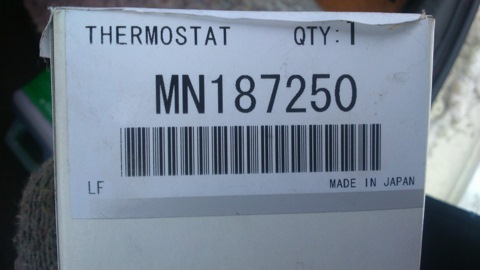 THERMOSTAT QTY:1
MN187250
LF MADE IN JAPAN